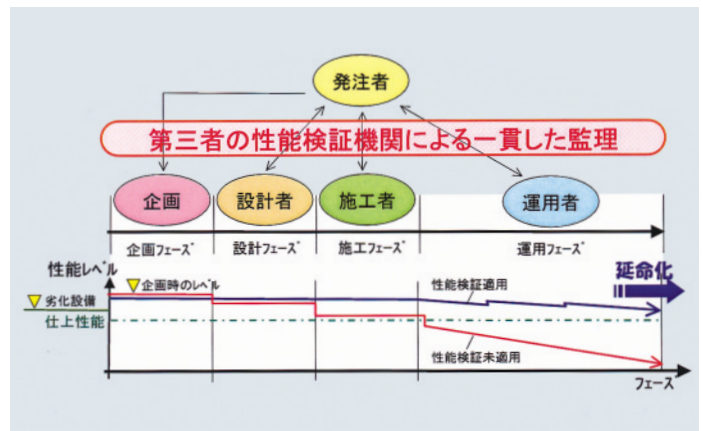 発注者
第三者の性能検証機関による一貫した監理
企画
設計者
施工者
運用者
企画フェーズ
設計フェーズ
施工フェーズ
運用フェーズ
性能レベル
延命化
▽企画時のレベル
性能検証適用
▽劣化設備
仕上性能
性能検証未適用
フェース